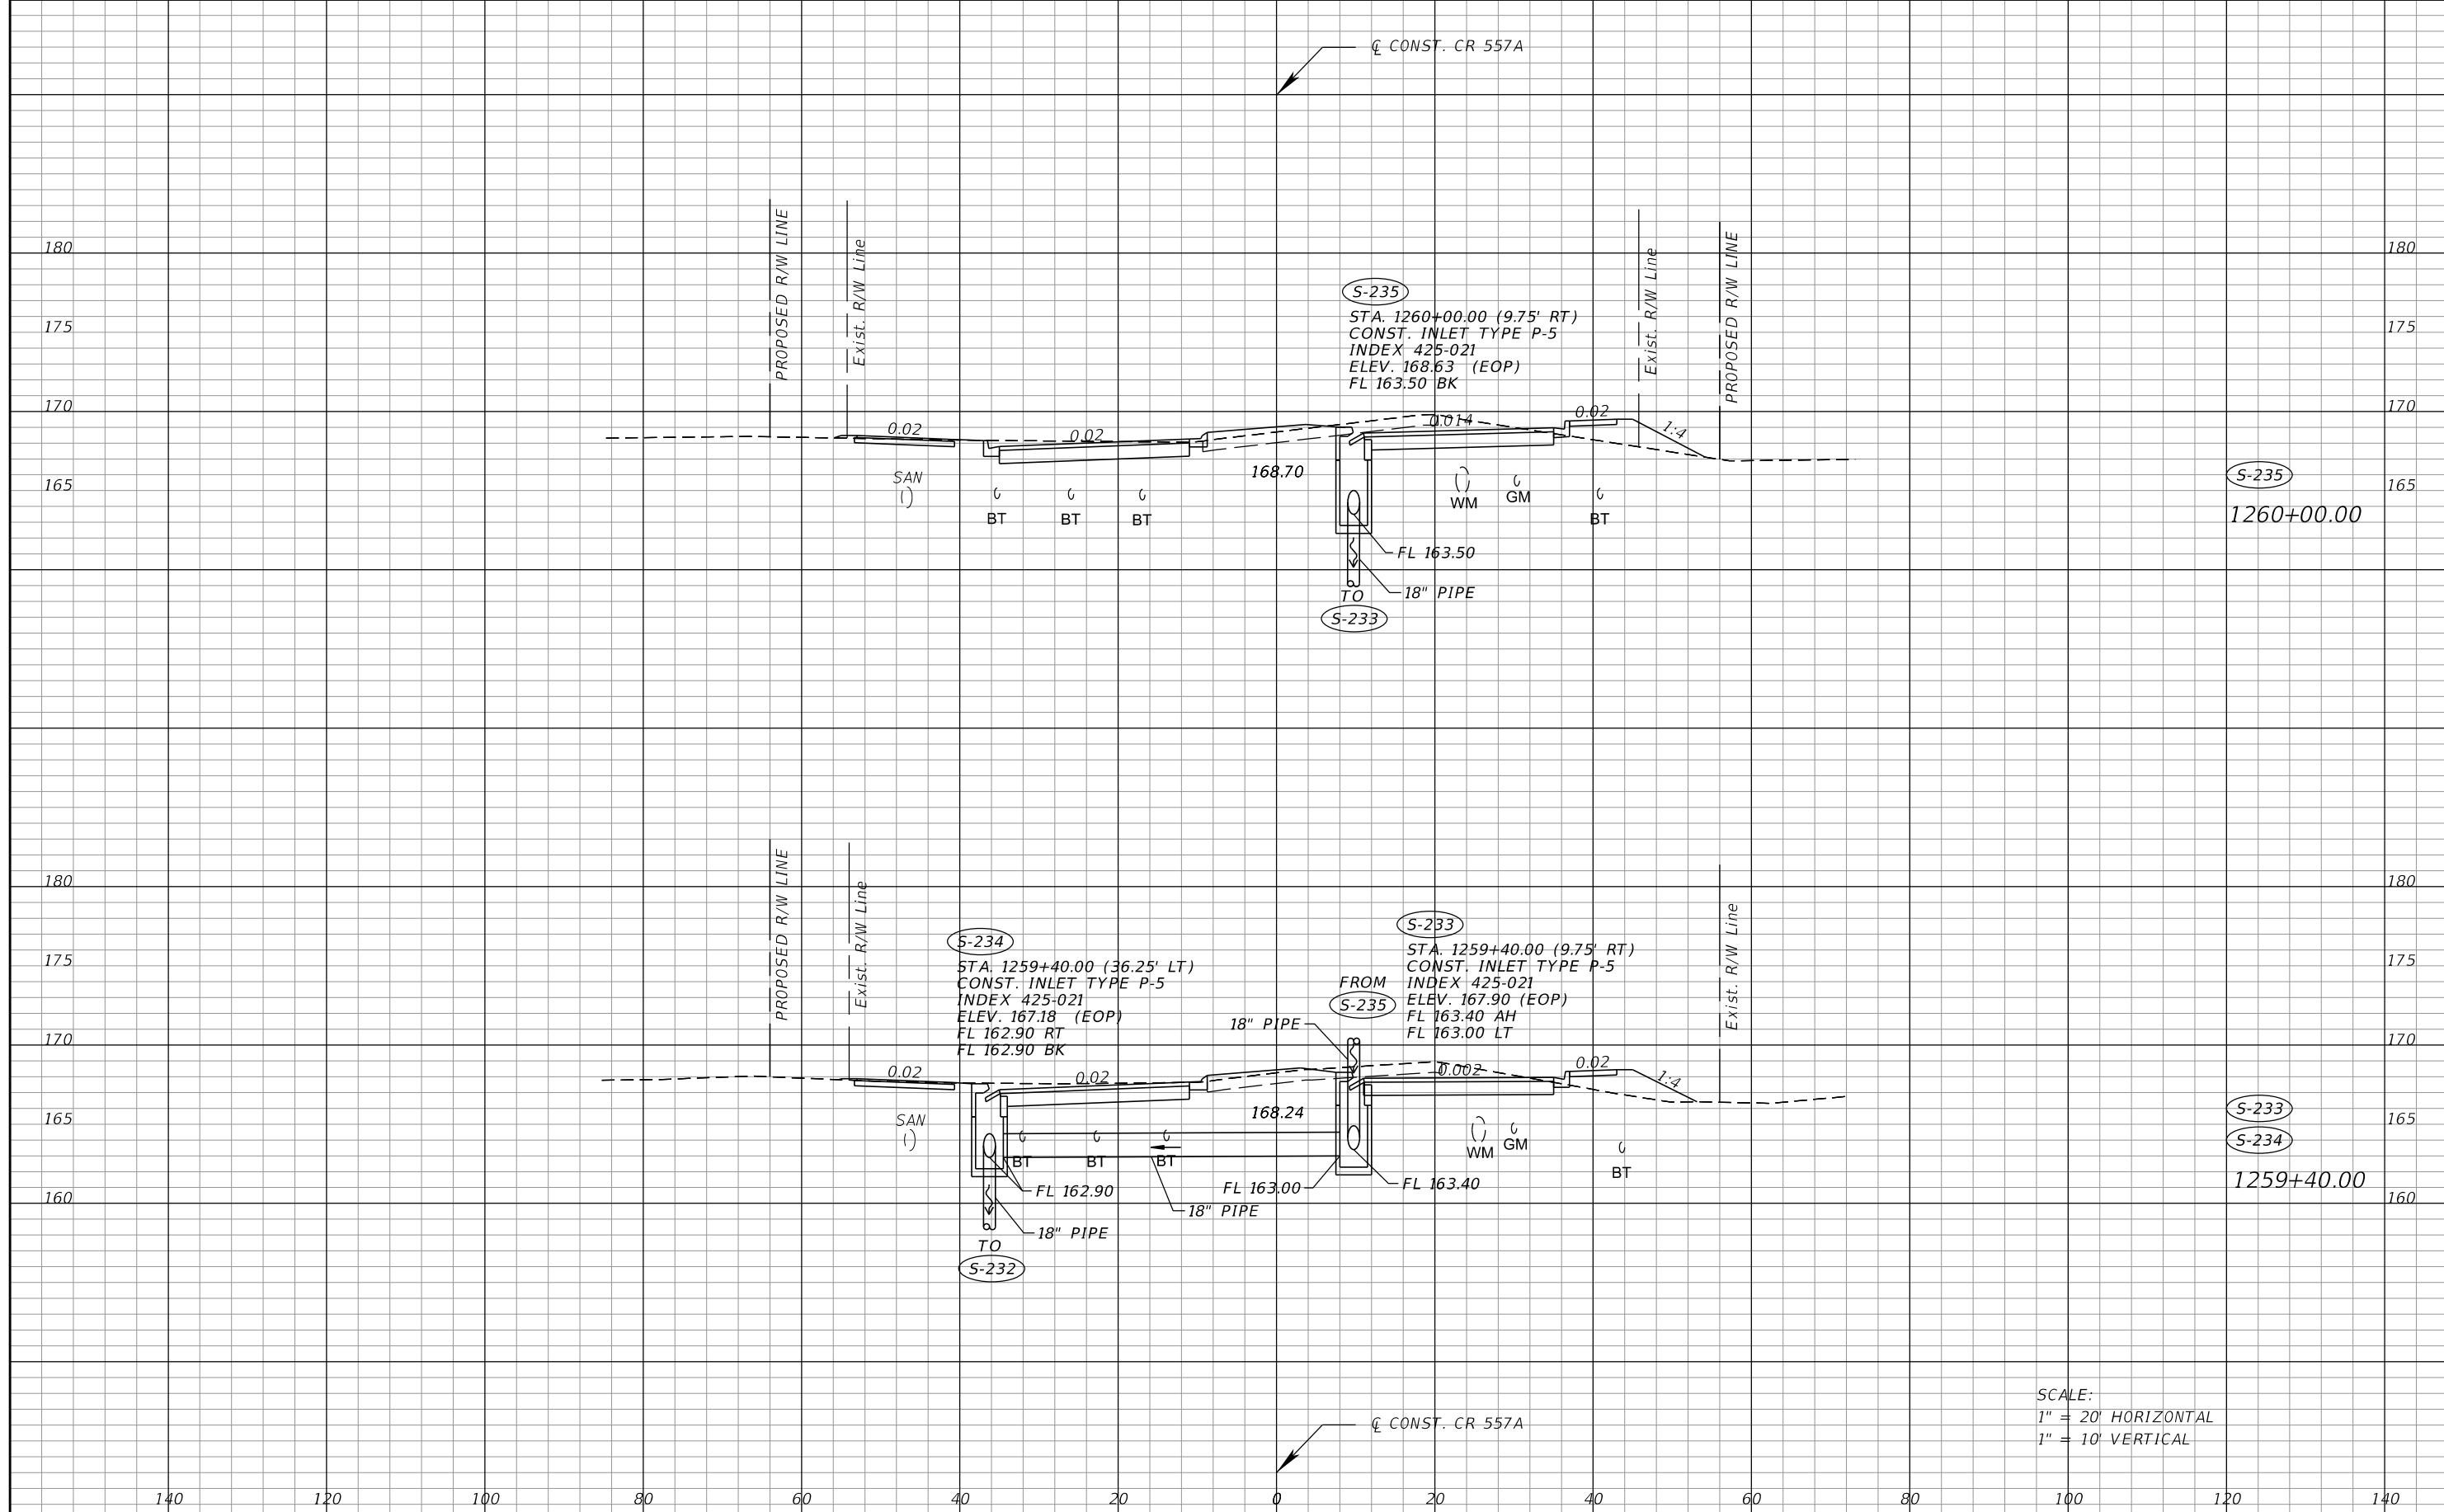 ℄ CONST. CR 557A
PROPOSED R/W LINE
Exist. R/W Line
Exist. R/W Line
PROPOSED R/W LINE
180
180
175
175
170
170
165
165
S-235
STA. 1260+00.00 (9.75' RT)
CONST. INLET TYPE P-5
INDEX 425-021
ELEV. 168.63 (EOP)
FL 163.50 BK
0.02
0.02
0.014
0.02
1:4
168.70
SAN
BT
BT
BT
WM
GM
BT
FL 163.50
18" PIPE
TO
S-233
S-235
1260+00.00
PROPOSED R/W LINE
Exist. R/W Line
Exist. R/W Line
180
180
175
175
170
170
165
165
160
160
S-234
STA. 1259+40.00 (36.25' LT)
CONST. INLET TYPE P-5
INDEX 425-021
ELEV. 167.18 (EOP)
FL 162.90 RT
FL 162.90 BK
FROM
S-235
18" PIPE
S-233
STA. 1259+40.00 (9.75' RT)
CONST. INLET TYPE P-5
INDEX 425-021
ELEV. 167.90 (EOP)
FL 163.40 AH
FL 163.00 LT
0.02
0.02
0.002
0.02
1:4
168.24
SAN
BT
BT
BT
WM
GM
BT
FL 162.90
FL 163.00
FL 163.40
18" PIPE
18" PIPE
TO
S-232
S-233
S-234
1259+40.00
SCALE:
1" = 20' HORIZONTAL
1" = 10' VERTICAL
℄ CONST. CR 557A
140 120 100 80 60 40 20 0 20 40 60 80 100 120 140